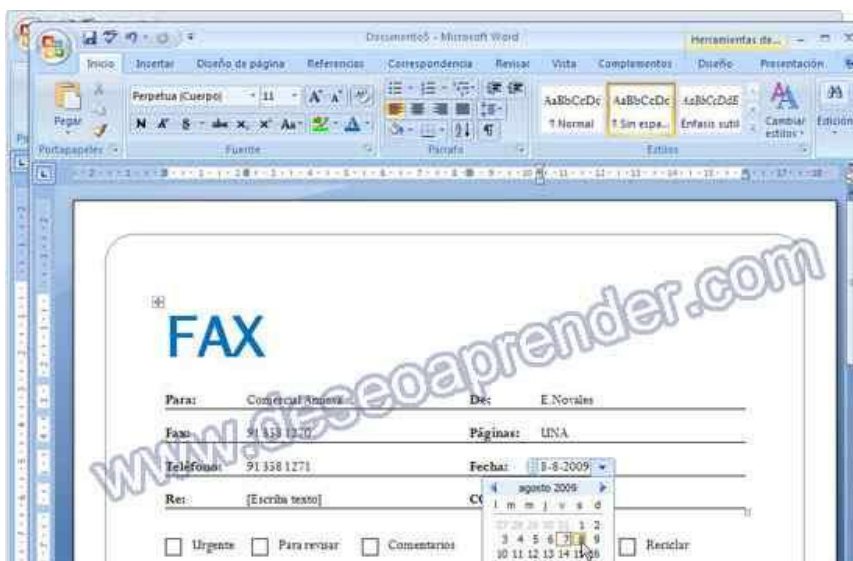 Documento5 - Microsoft Word
Herramientas de...
Inicio Insertar Diseño de página Referencias Correspondencia Revisar Vista Complementos Diseño Presentación
Pegar
Perpetua (Cuerpo) 11
AaBbCcDc AaBbCcDc AaBbCcDdE
¶ Normal ¶ Sin espa... Énfasis sutil
Cambiar estilos
Edición
Portapapeles Fuente Párrafo Estilos
www.deseoaprender.com
FAX
Para: Comercial De: E.Novales
Fax: 91 358 1270 Páginas: UNA
Teléfono: 91 358 1271 Fecha: 8-8-2009
Re: [Escriba texto]
agosto 2009
l m m j v s d
27 28 29 30 31 1 2
3 4 5 6 7 8 9
10 11 12 13 14 15 16
Urgente Para revisar Comentarios Reciclar